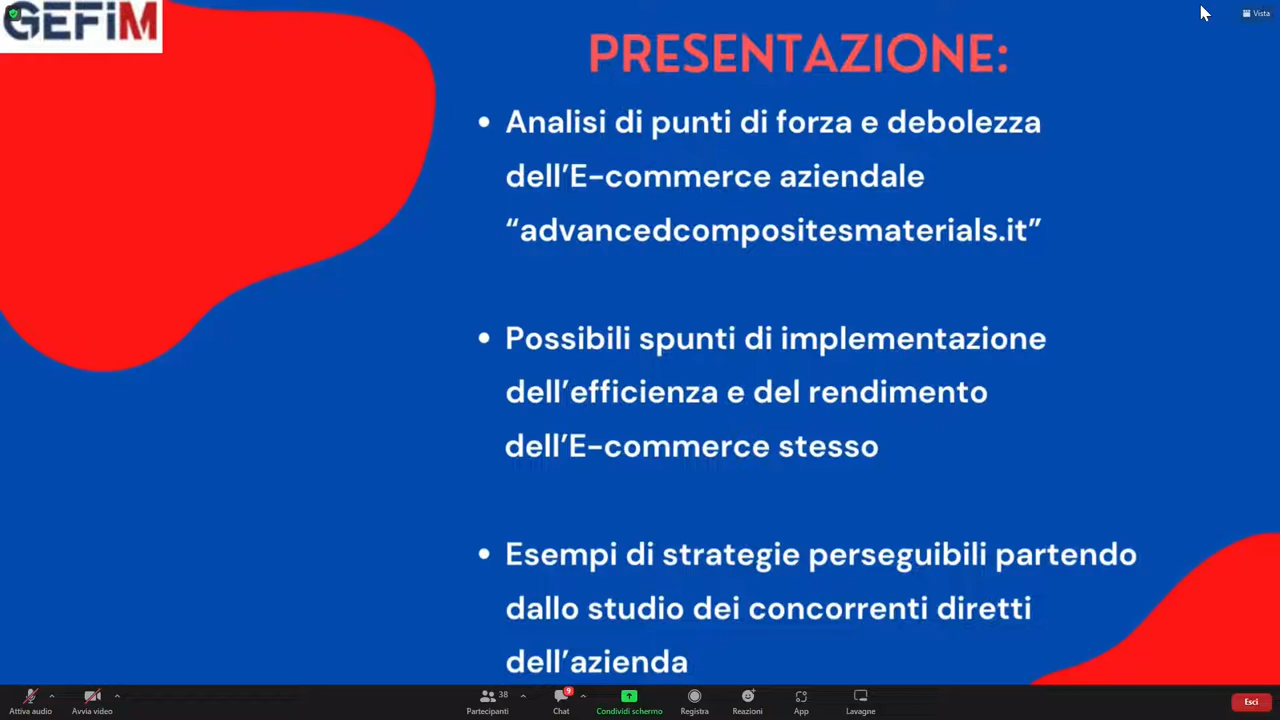 GEFiM
Vista
PRESENTAZIONE:
• Analisi di punti di forza e debolezza
dell’E-commerce aziendale
“advancedcompositesmaterials.it”
• Possibili spunti di implementazione
dell’efficienza e del rendimento
dell’E-commerce stesso
• Esempi di strategie perseguibili partendo
dallo studio dei concorrenti diretti
dell’azienda
38
9
Attiva audio
Avvia video
Partecipanti
Chat
Condividi schermo
Registra
Reazioni
App
Lavagne
Esci